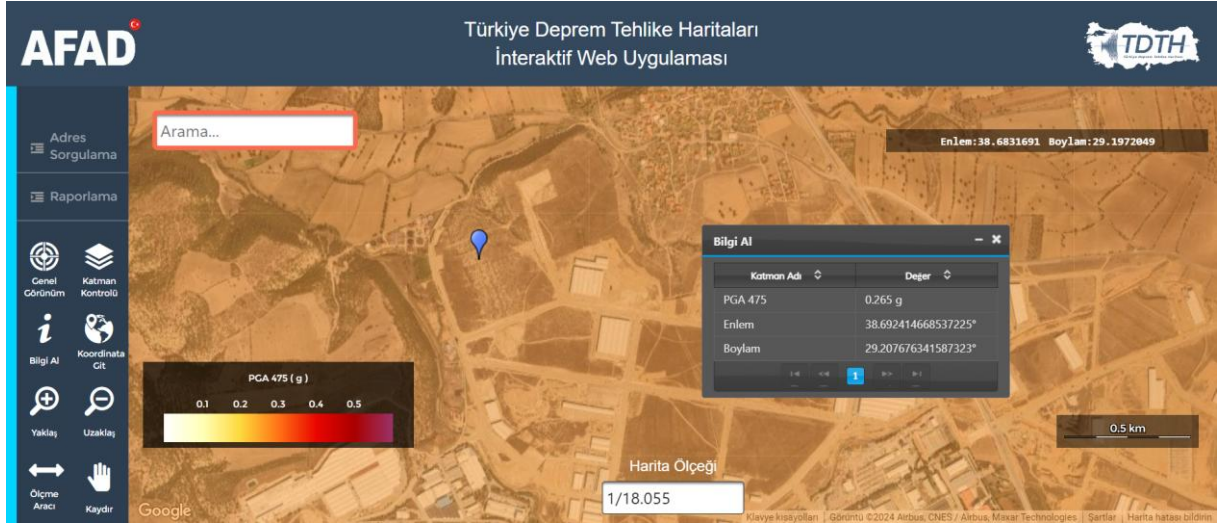 AFAD
Türkiye Deprem Tehlike Haritaları
İnteraktif Web Uygulaması
TDTH
Adres
Sorgulama
Raporlama
Genel
Görünüm
Katman
Kontrolü
Bilgi Al
Koordinata
Git
Yaklaş
Uzaklaş
Ölçme
Aracı
Kaydır
Arama...
Enlem:38.6831691 Boylam:29.1972049
Bilgi Al
Katman Adı Değer
PGA 475 0.265 g
Enlem 38.692414668537225°
Boylam 29.207676341587323°
1
PGA 475 ( g )
0.1 0.2 0.3 0.4 0.5
0.5 km
Harita Ölçeği
1/18.055
Google
Klavye kısayolları Görüntü ©2024 Airbus, CNES / Airbus, Maxar Technologies Şartlar Harita hatası bildirin